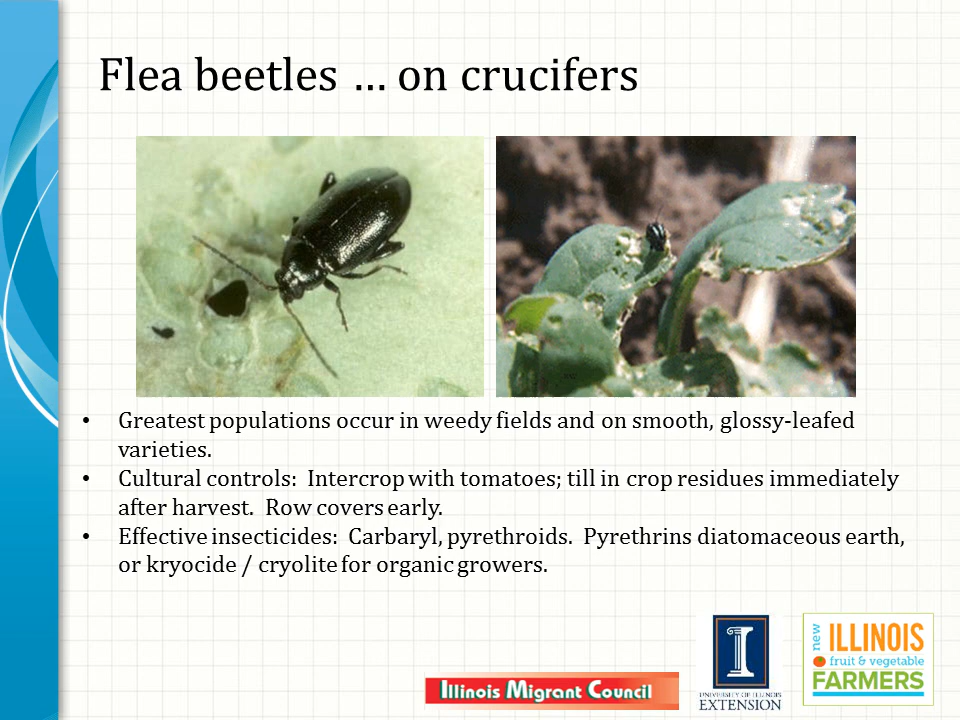 Flea beetles … on crucifers
• Greatest populations occur in weedy fields and on smooth, glossy-leafed
varieties.
• Cultural controls:  Intercrop with tomatoes; till in crop residues immediately
after harvest.  Row covers early.
• Effective insecticides:  Carbaryl, pyrethroids.  Pyrethrins diatomaceous earth,
or kryocide / cryolite for organic growers.
Illinois Migrant Council
I
UNIVERSITY OF ILLINOIS
EXTENSION
new
ILLINOIS
fruit & vegetable
FARMERS